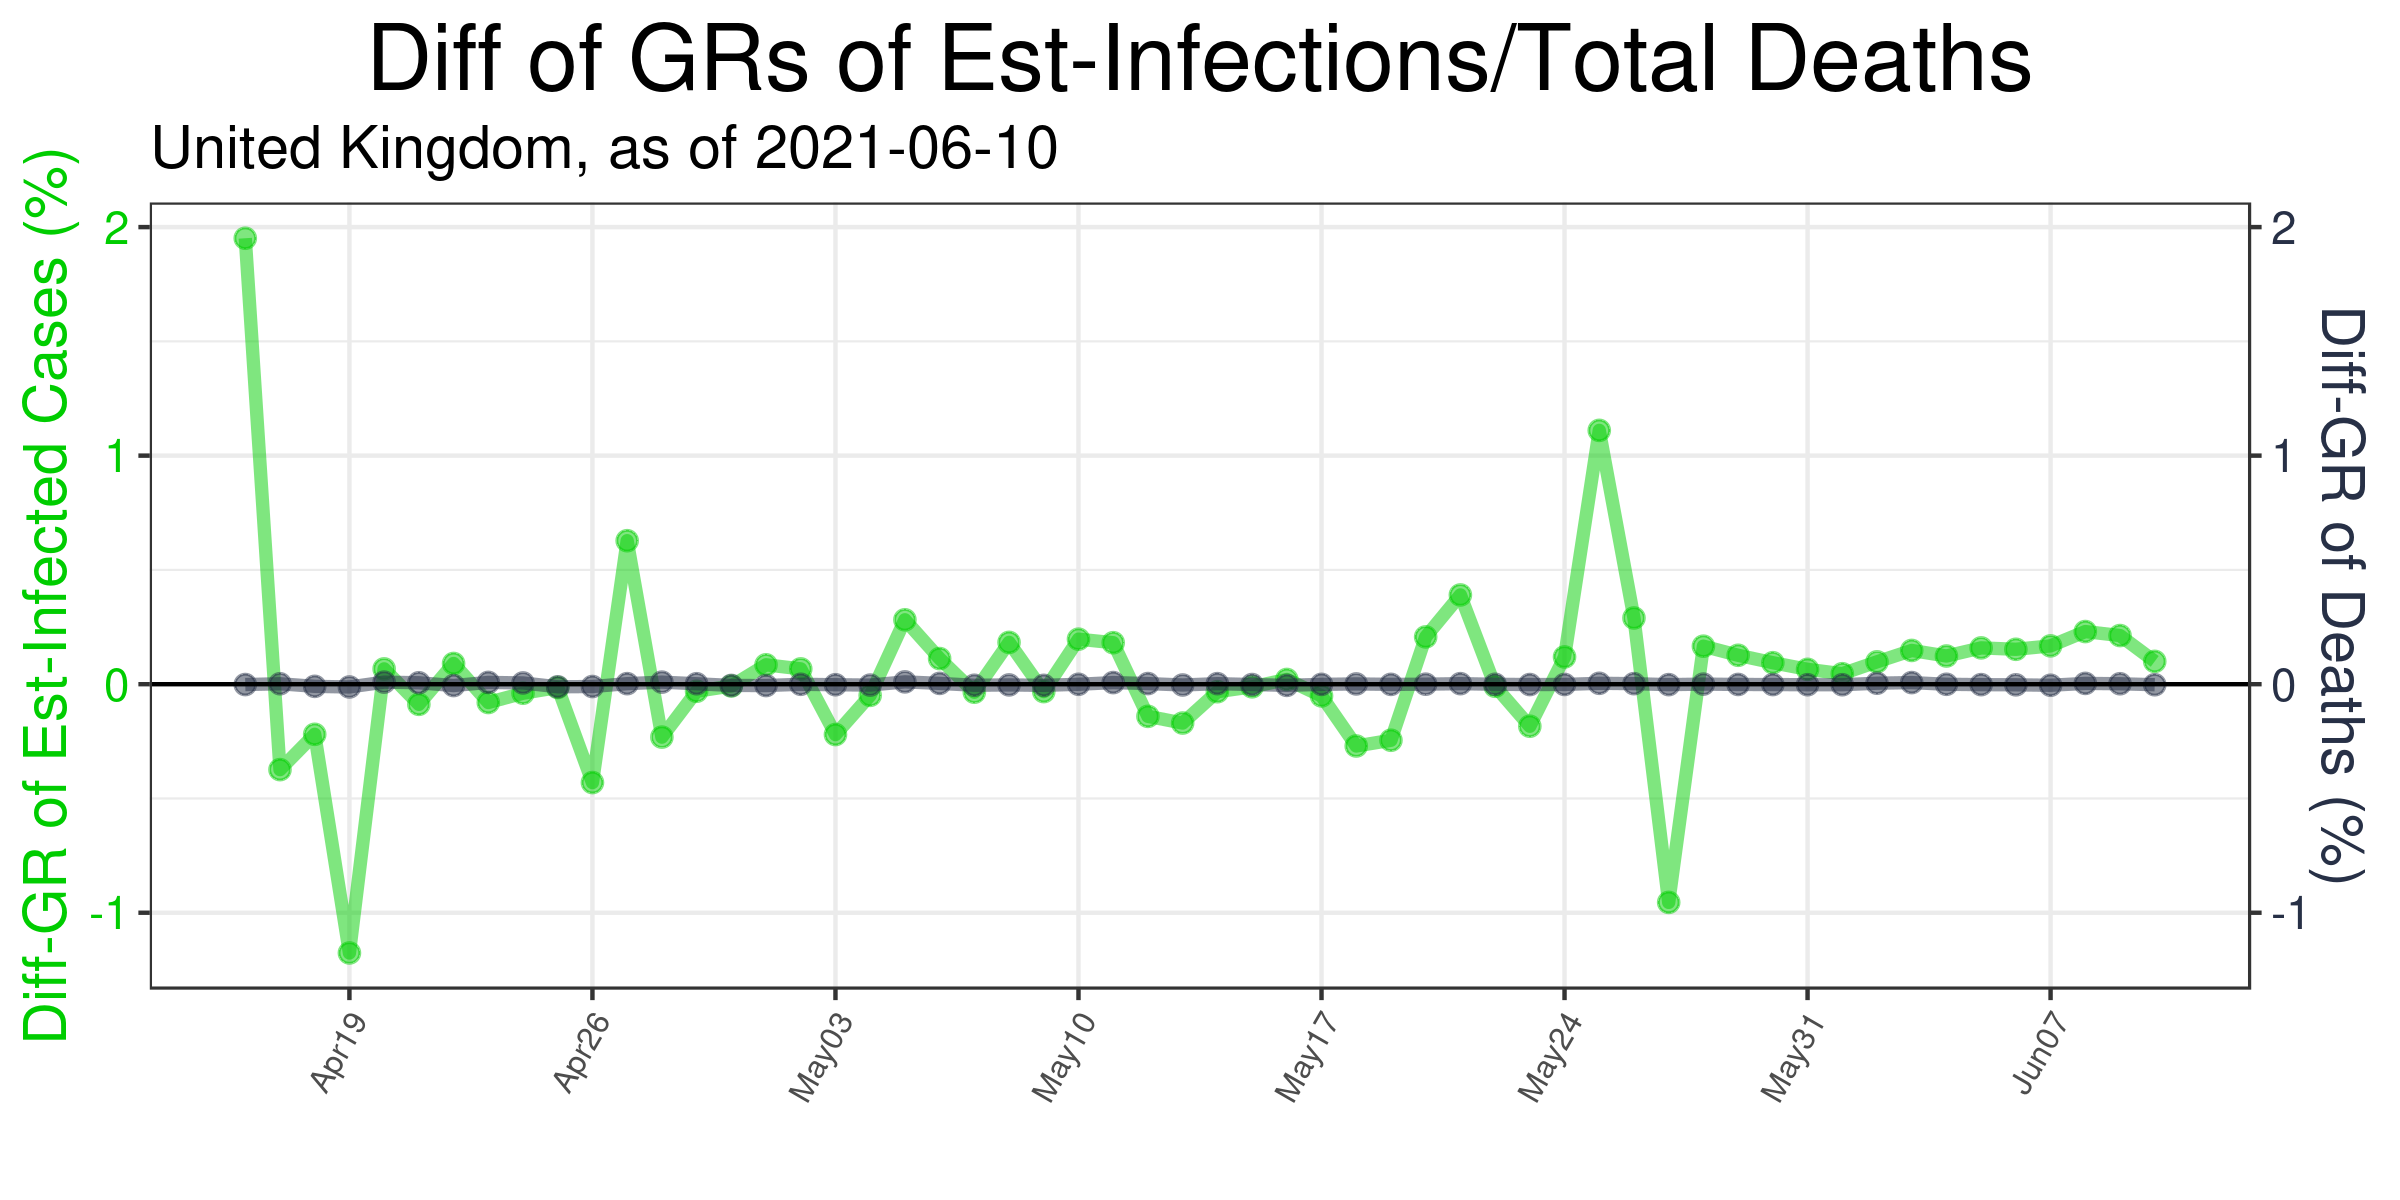 Diff of GRs of Est-Infections/Total Deaths
United Kingdom, as of 2021-06-10
Diff-GR of Est-Infected Cases (%)
2
1
0
-1
2
1
0
-1
Diff-GR of Deaths (%)
Apr19
Apr26
May03
May10
May17
May24
May31
Jun07